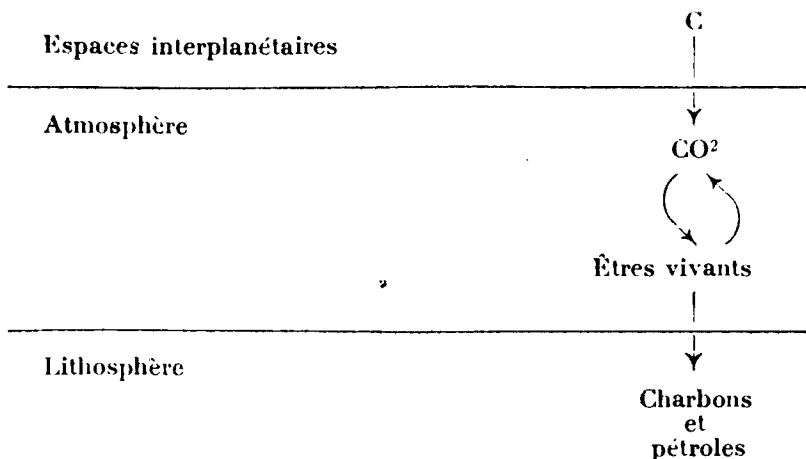 C
Espaces interplanétaires
Atmosphère
CO²
Êtres vivants
Lithosphère
Charbons
et
pétroles